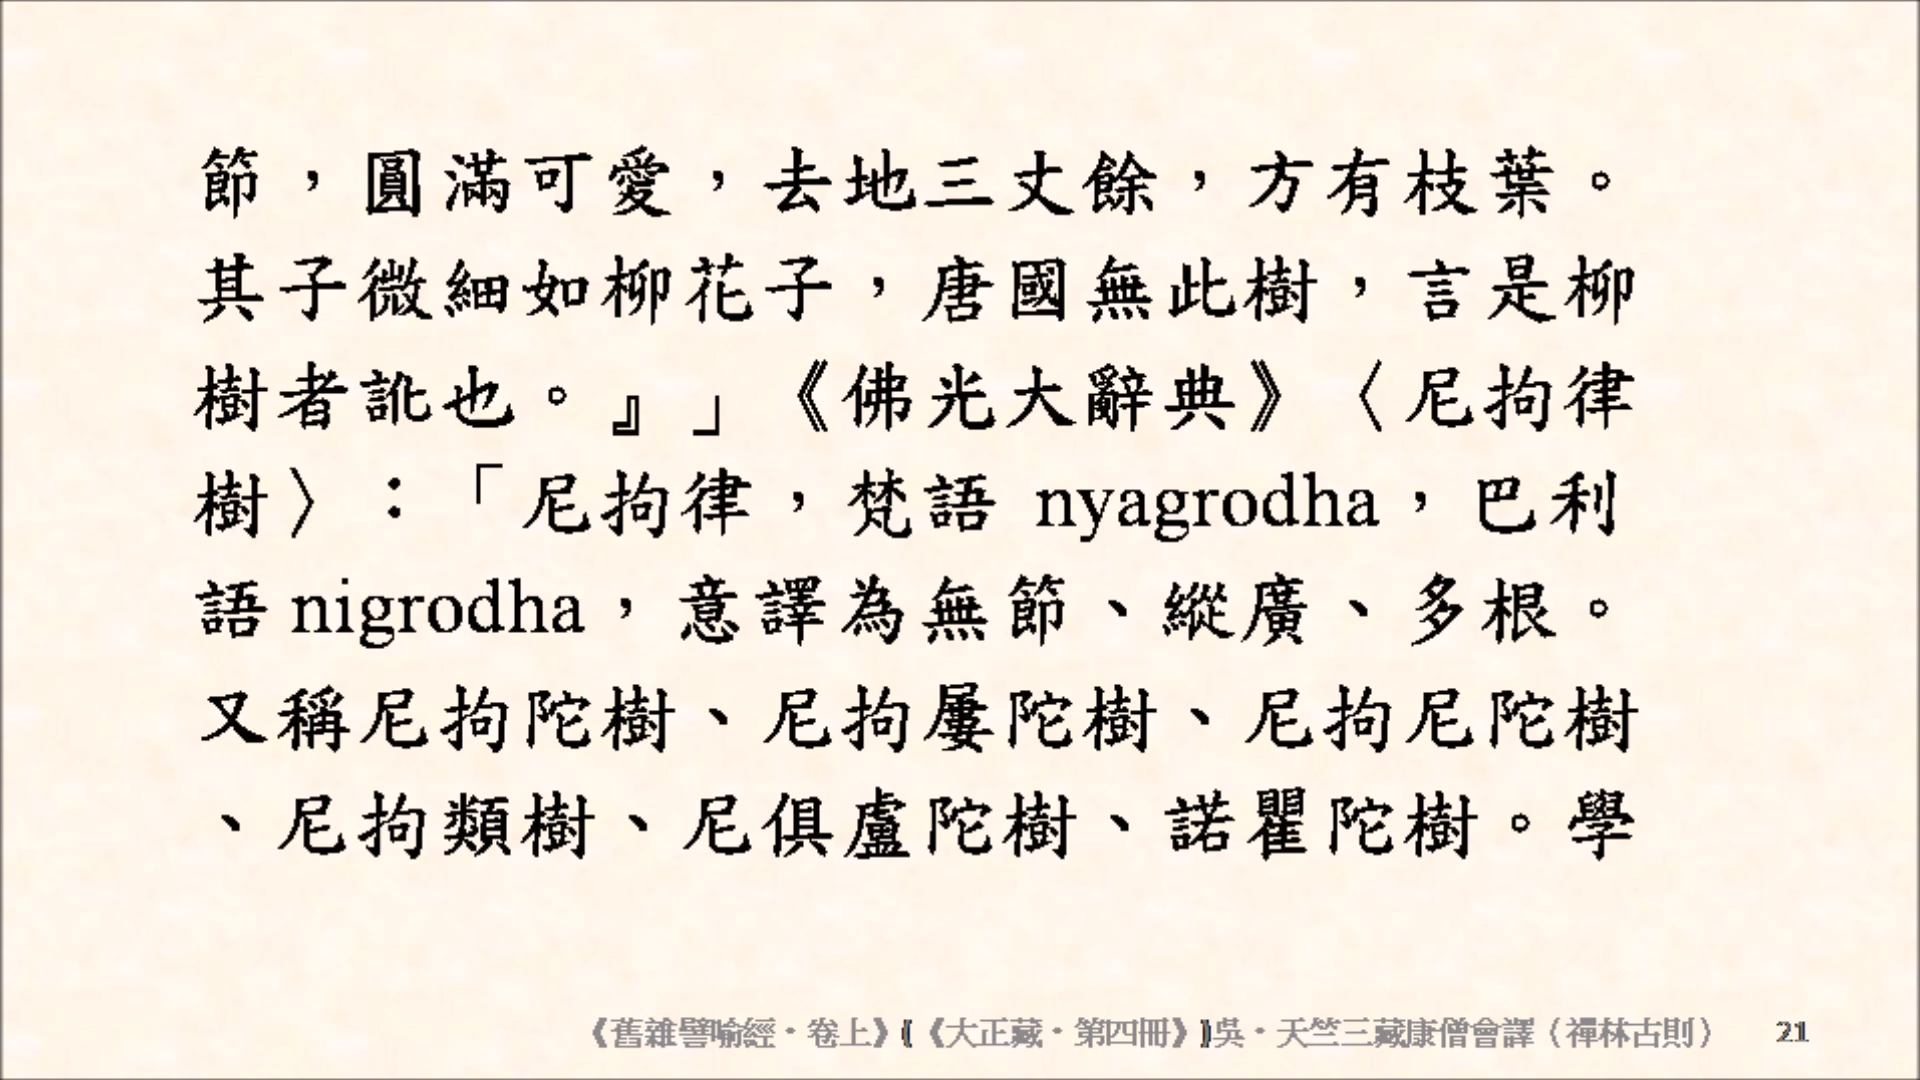 節，圓滿可愛，去地三丈餘，方有枝葉。
其子微細如柳花子，唐國無此樹，言是柳
樹者訛也。』」《佛光大辭典》〈尼拘律
樹〉：「尼拘律，梵語 nyagrodha，巴利
語 nigrodha，意譯為無節、縱廣、多根。
又稱尼拘陀樹、尼拘屢陀樹、尼拘尼陀樹
、尼拘類樹、尼俱盧陀樹、諾瞿陀樹。學
《舊雜譬喻經‧卷上》(《大正藏‧第四冊》)吳‧天竺三藏康僧會譯（禪林古則） 21